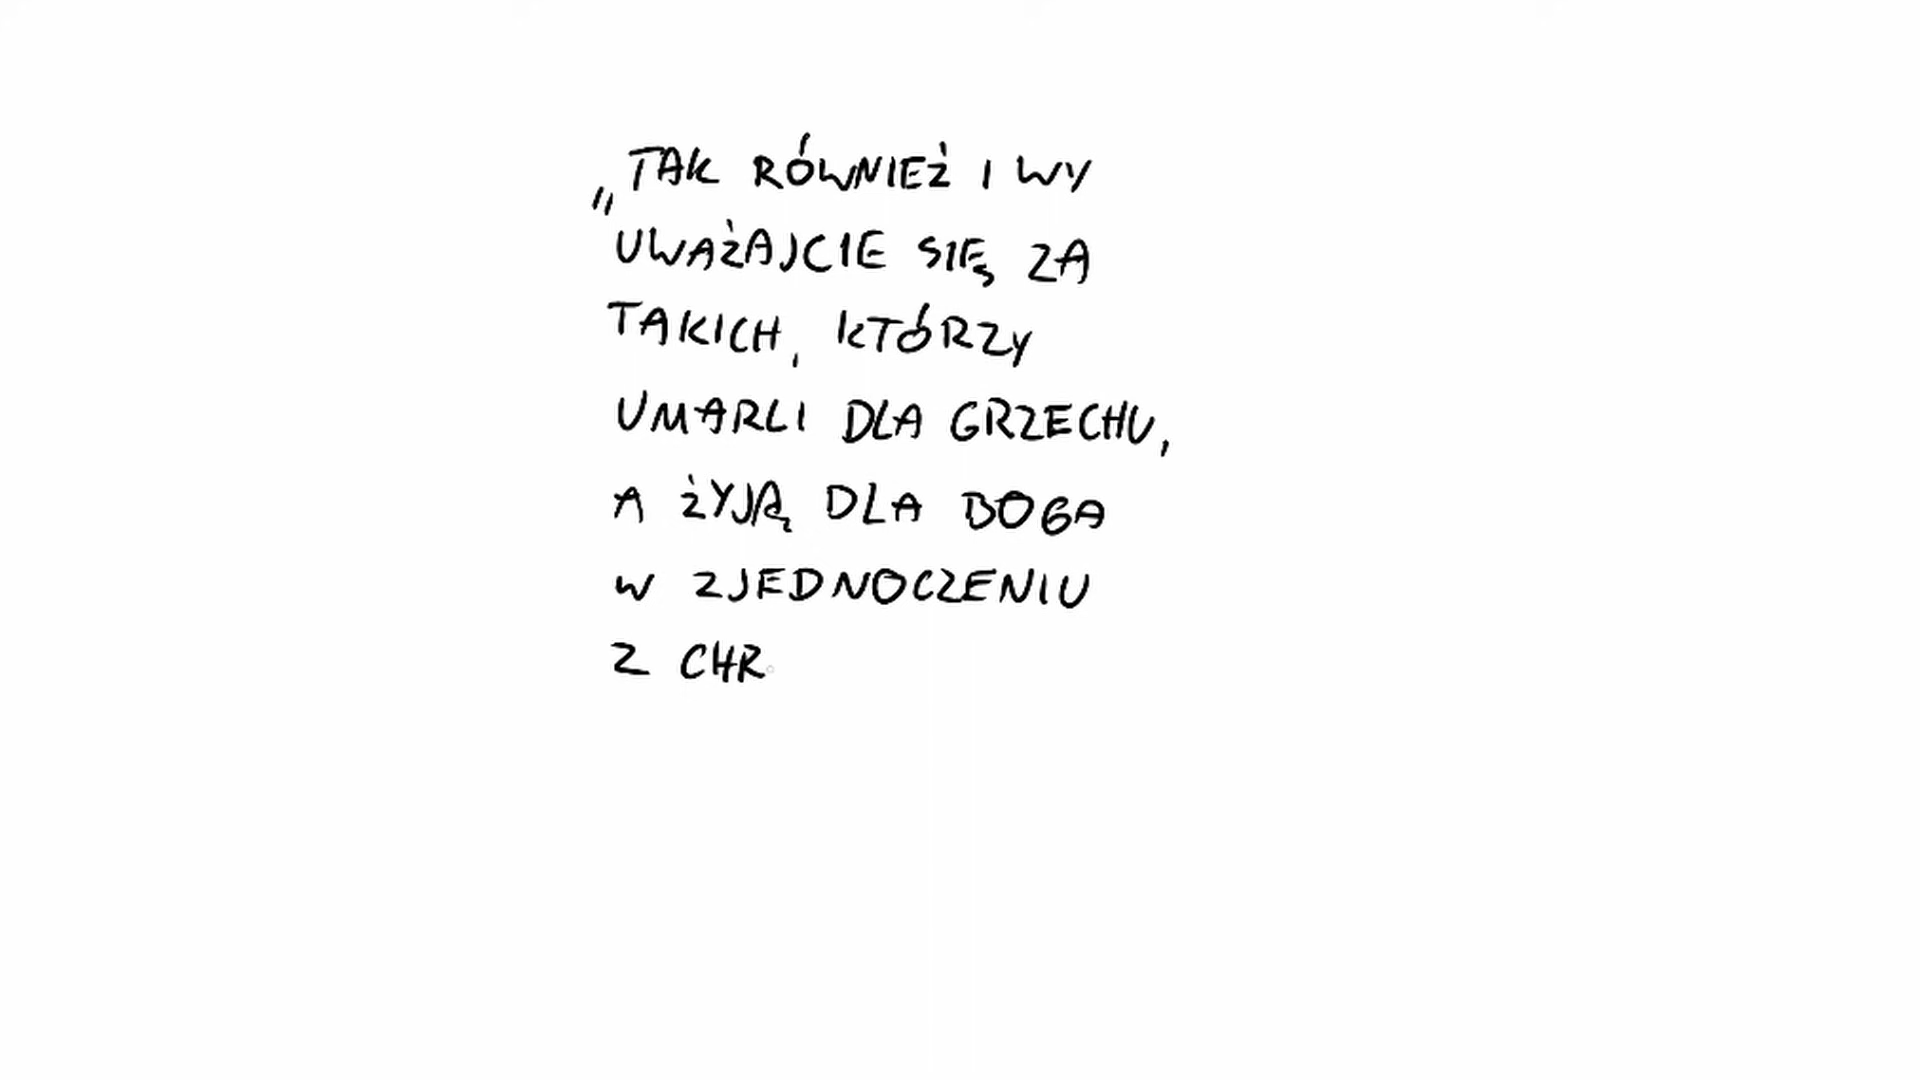 „TAK RÓWNIEŻ I WY
UWAŻAJCIE SIĘ ZA
TAKICH, KTÓRZY
UMARLI DLA GRZECHU,
A ŻYJĄ DLA BOGA
W ZJEDNOCZENIU
Z CHR